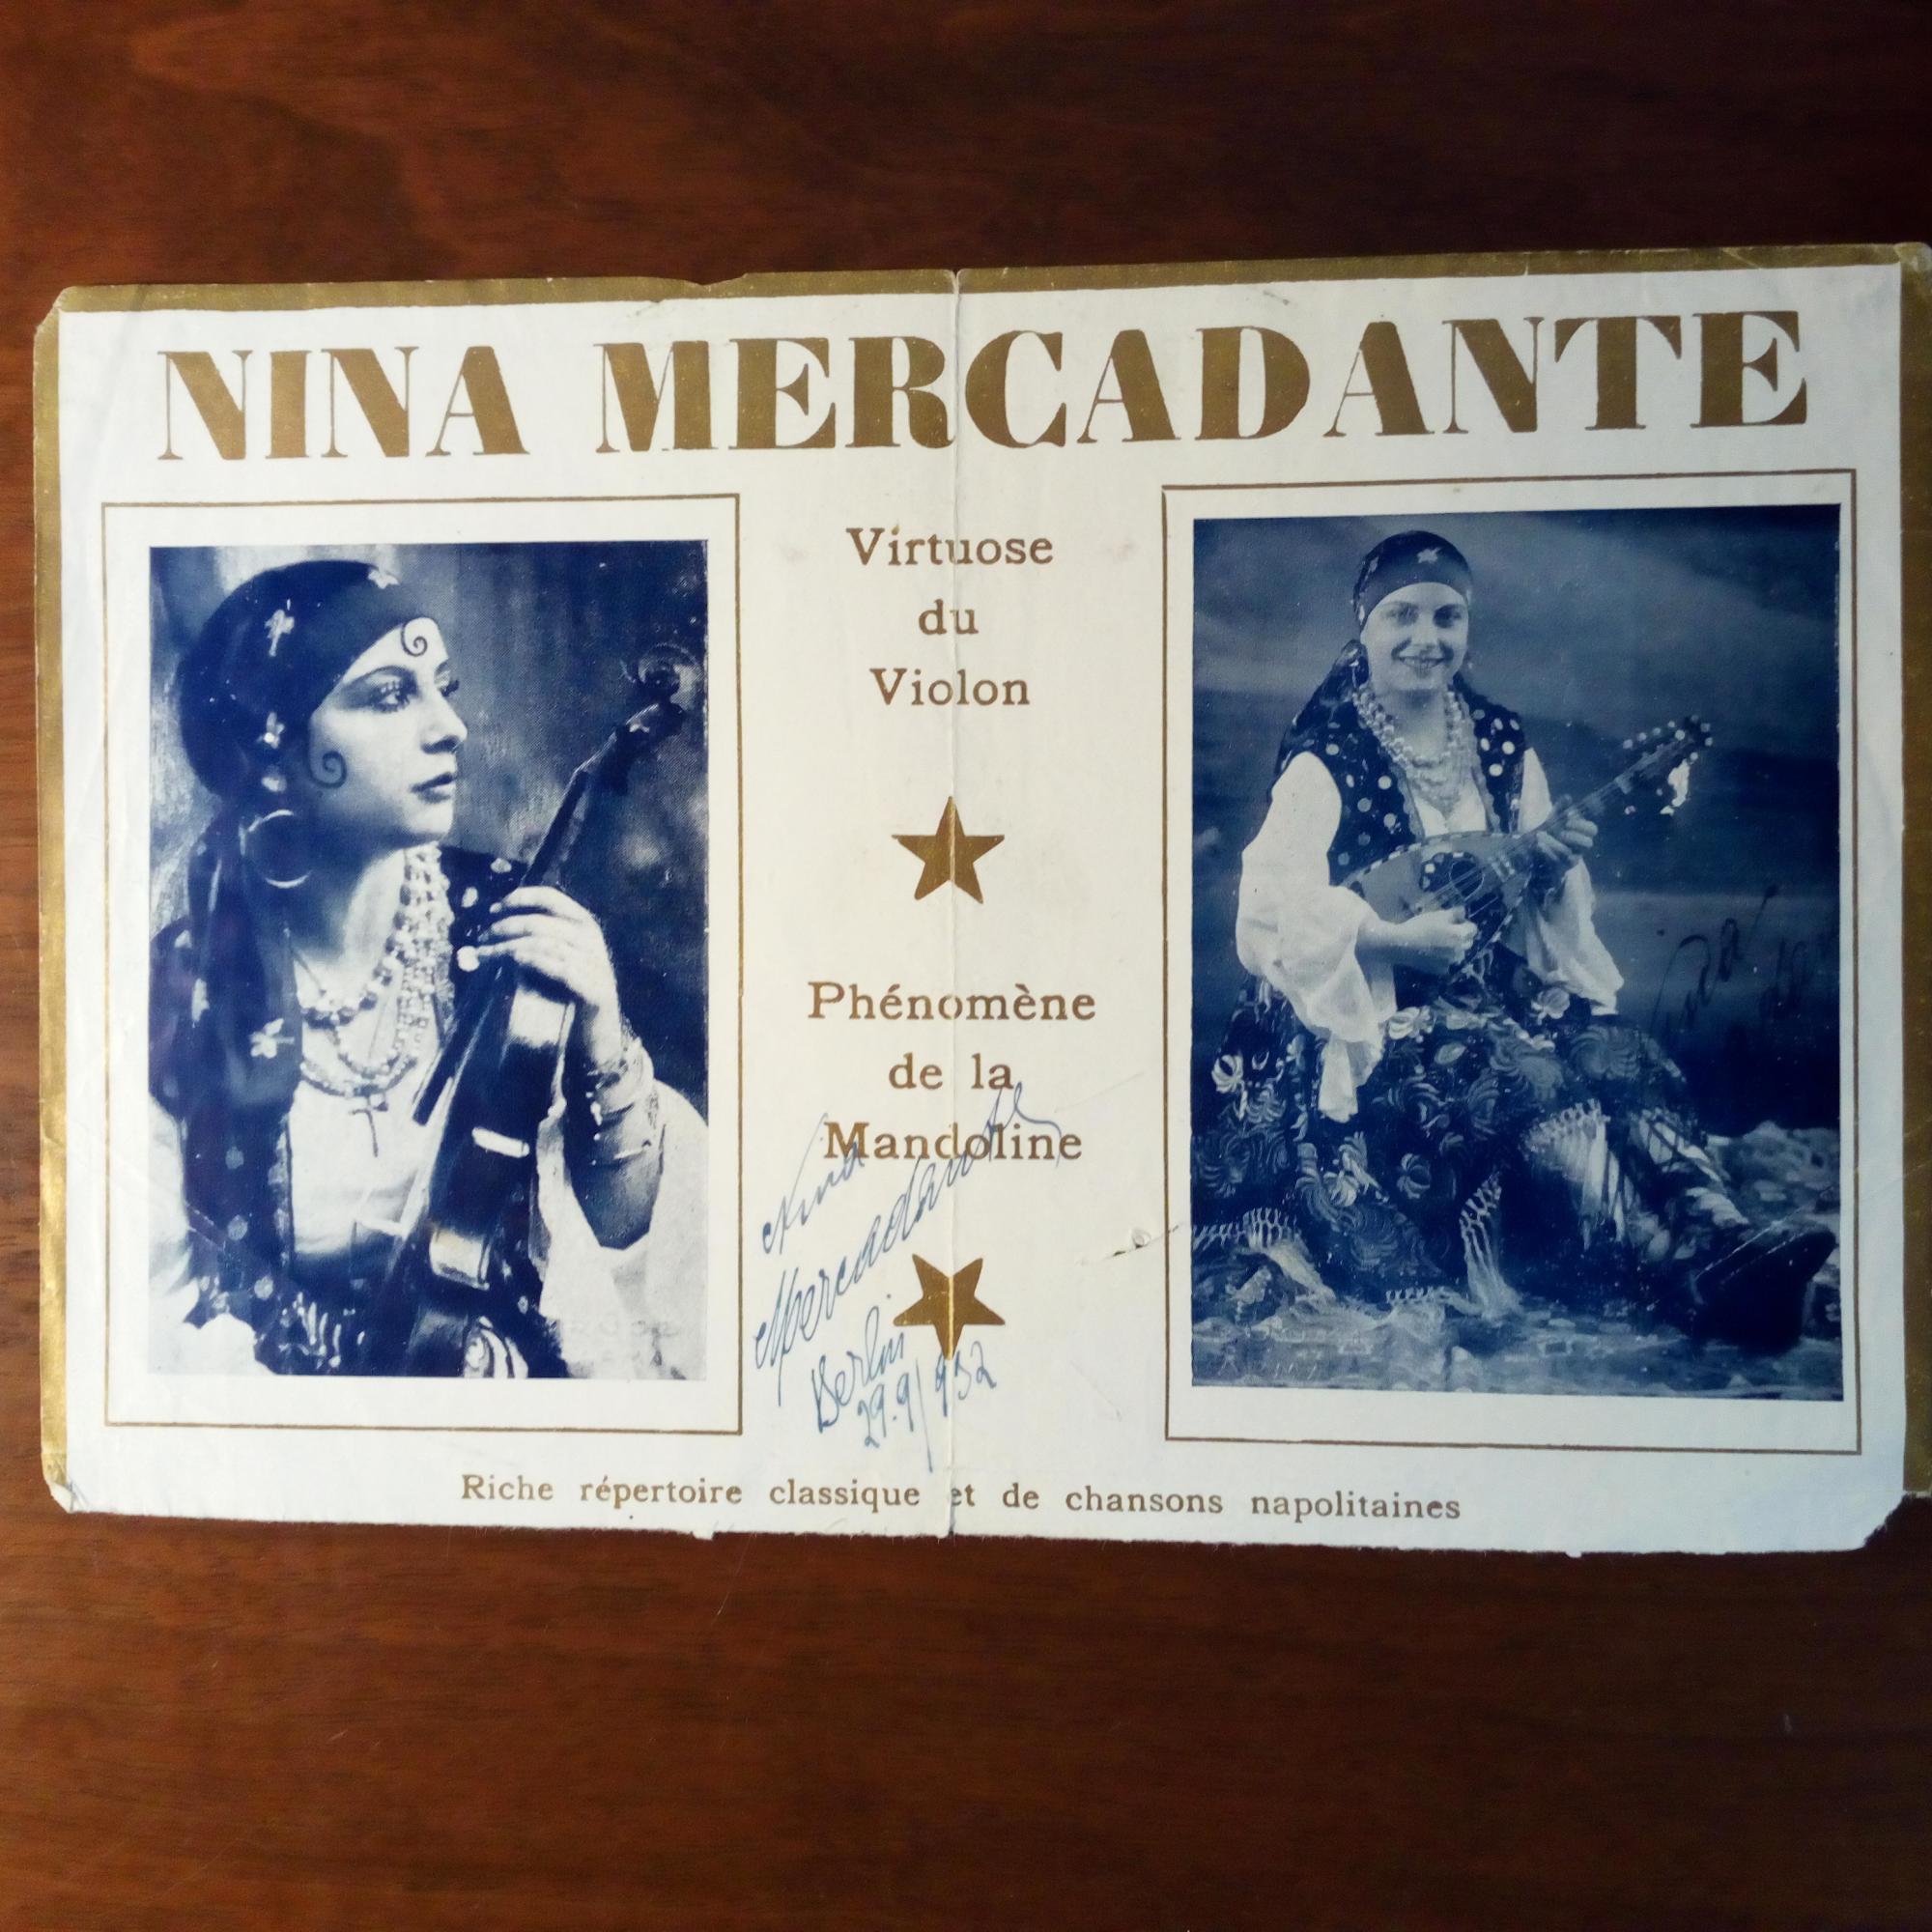 NINA MERCADANTE
Virtuose
du
Violon
Phénomène
de la
Mandoline
Nina
Mercadante
Berlin
29.9/932
Riche répertoire classique et de chansons napolitaines